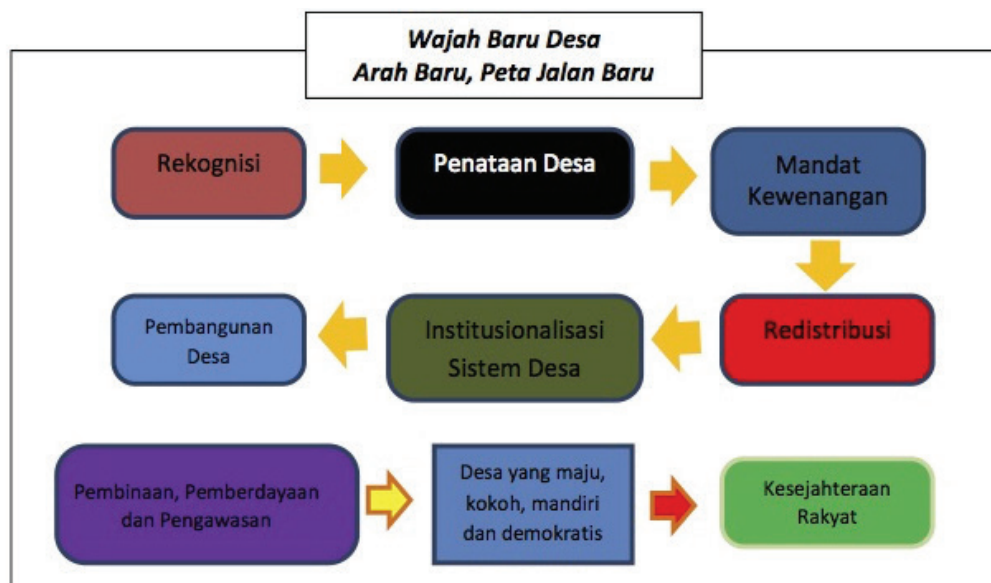 Wajah Baru Desa
Arah Baru, Peta Jalan Baru
Rekognisi
Penataan Desa
Mandat
Kewenangan
Redistribusi
Institusionalisasi
Sistem Desa
Pembangunan
Desa
Pembinaan, Pemberdayaan
dan Pengawasan
Desa yang maju,
kokoh, mandiri
dan demokratis
Kesejahteraan
Rakyat